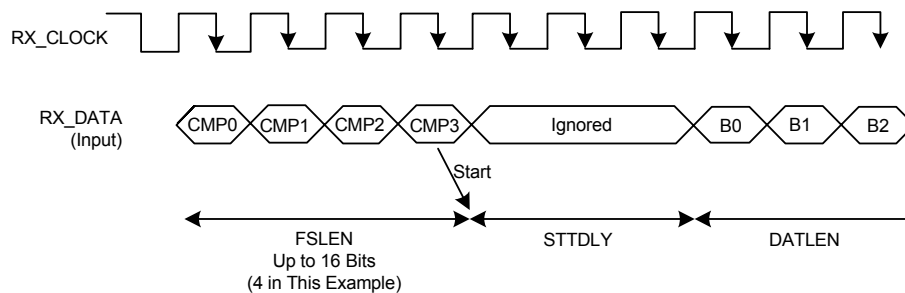 RX_CLOCK
RX_DATA
(Input)
CMP0 CMP1 CMP2 CMP3 Ignored B0 B1 B2
Start
FSLEN STTDLY DATLEN
Up to 16 Bits
(4 in This Example)